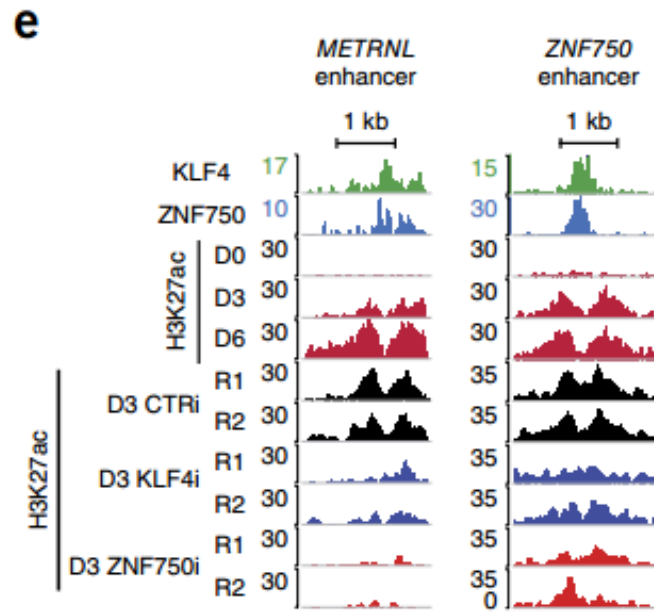 e
METRNL ZNF750
enhancer enhancer
1 kb 1 kb
KLF4 17 15
ZNF750 10 30
H3K27ac
D0 30 30
D3 30 30
D6 30 30
H3K27ac
D3 CTRi
R1 30 35
R2 30 35
D3 KLF4i
R1 30 35
R2 30 35
D3 ZNF750i
R1 30 35
R2 30 35
0